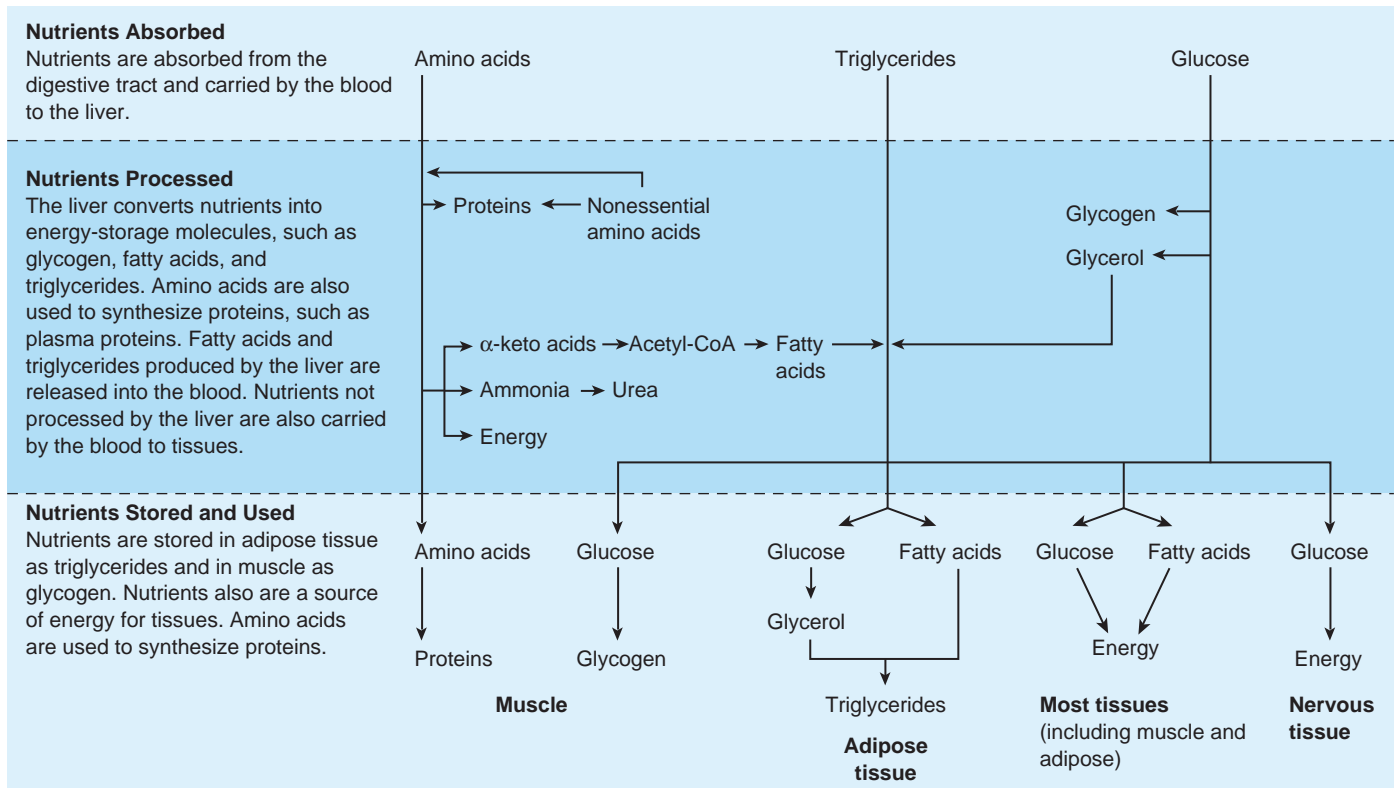 Nutrients Absorbed
Nutrients are absorbed from the
digestive tract and carried by the blood
to the liver.
Amino acids
Triglycerides
Glucose
Nutrients Processed
The liver converts nutrients into
energy-storage molecules, such as
glycogen, fatty acids, and
triglycerides. Amino acids are also
used to synthesize proteins, such as
plasma proteins. Fatty acids and
triglycerides produced by the liver are
released into the blood. Nutrients not
processed by the liver are also carried
by the blood to tissues.
Proteins
Nonessential
amino acids
Glycogen
Glycerol
α-keto acids
Acetyl-CoA
Fatty
acids
Ammonia
Urea
Energy
Nutrients Stored and Used
Nutrients are stored in adipose tissue
as triglycerides and in muscle as
glycogen. Nutrients also are a source
of energy for tissues. Amino acids
are used to synthesize proteins.
Amino acids
Glucose
Glucose
Fatty acids
Glucose
Fatty acids
Glucose
Glycerol
Proteins
Glycogen
Energy
Energy
Muscle
Triglycerides
Adipose
tissue
Most tissues
(including muscle and
adipose)
Nervous
tissue